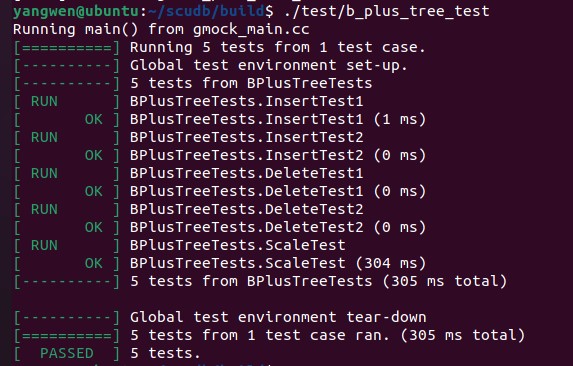 yangwen@ubuntu:~/scudb/build$ ./test/b_plus_tree_test
Running main() from gmock_main.cc
[==========] Running 5 tests from 1 test case.
[----------] Global test environment set-up.
[----------] 5 tests from BPlusTreeTests
[ RUN      ] BPlusTreeTests.InsertTest1
[       OK ] BPlusTreeTests.InsertTest1 (1 ms)
[ RUN      ] BPlusTreeTests.InsertTest2
[       OK ] BPlusTreeTests.InsertTest2 (0 ms)
[ RUN      ] BPlusTreeTests.DeleteTest1
[       OK ] BPlusTreeTests.DeleteTest1 (0 ms)
[ RUN      ] BPlusTreeTests.DeleteTest2
[       OK ] BPlusTreeTests.DeleteTest2 (0 ms)
[ RUN      ] BPlusTreeTests.ScaleTest
[       OK ] BPlusTreeTests.ScaleTest (304 ms)
[----------] 5 tests from BPlusTreeTests (305 ms total)
[----------] Global test environment tear-down
[==========] 5 tests from 1 test case ran. (305 ms total)
[  PASSED  ] 5 tests.